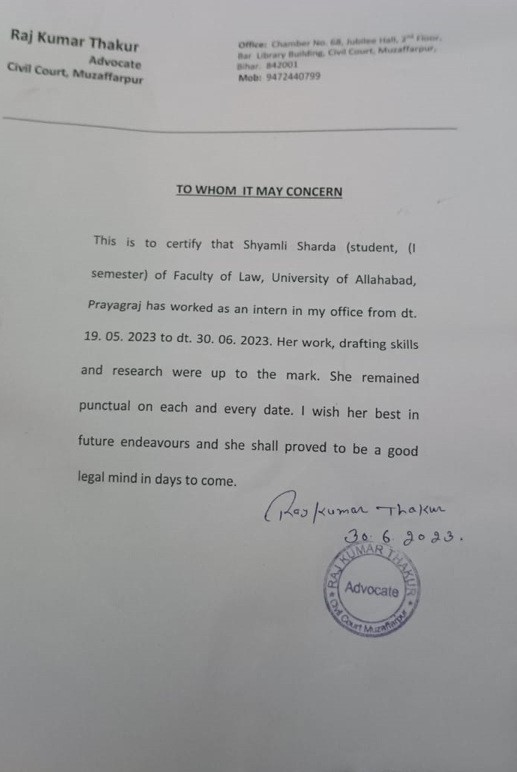 Raj Kumar Thakur
Advocate
Civil Court, Muzaffarpur
Office: Chamber No. 68, Jubilee Hall, 2nd Floor,
Bar Library Building, Civil Court, Muzaffarpur,
Bihar. 842001
Mob: 9472440799
TO WHOM IT MAY CONCERN
This is to certify that Shyamli Sharda (student, (I
semester) of Faculty of Law, University of Allahabad,
Prayagraj has worked as an intern in my office from dt.
19. 05. 2023 to dt. 30. 06. 2023. Her work, drafting skills
and research were up to the mark. She remained
punctual on each and every date. I wish her best in
future endeavours and she shall proved to be a good
legal mind in days to come.
Raj Kumar Thakur
30. 6. 2023.
RAJ KUMAR THAKUR
Advocate
Civil Court Muzaffarpur